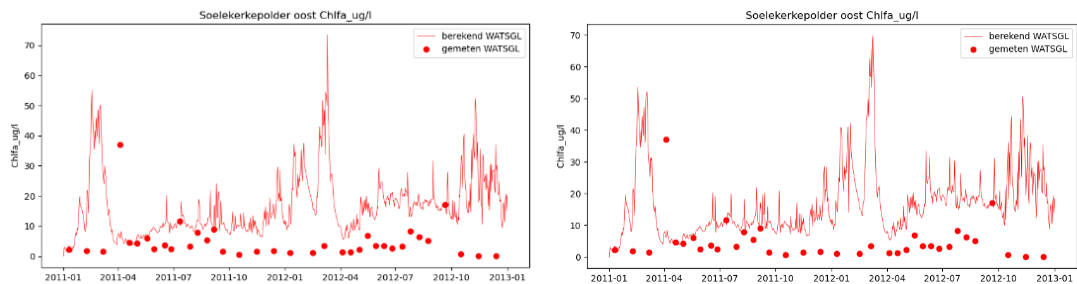 Soelekerkepolder oost Chlfa_ug/l
berekend WATSGL
gemeten WATSGL
Chlfa_ug/l
70
60
50
40
30
20
10
0
2011-01 2011-04 2011-07 2011-10 2012-01 2012-04 2012-07 2012-10 2013-01
Soelekerkepolder oost Chlfa_ug/l
berekend WATSGL
gemeten WATSGL
Chlfa_ug/l
70
60
50
40
30
20
10
0
2011-01 2011-04 2011-07 2011-10 2012-01 2012-04 2012-07 2012-10 2013-01